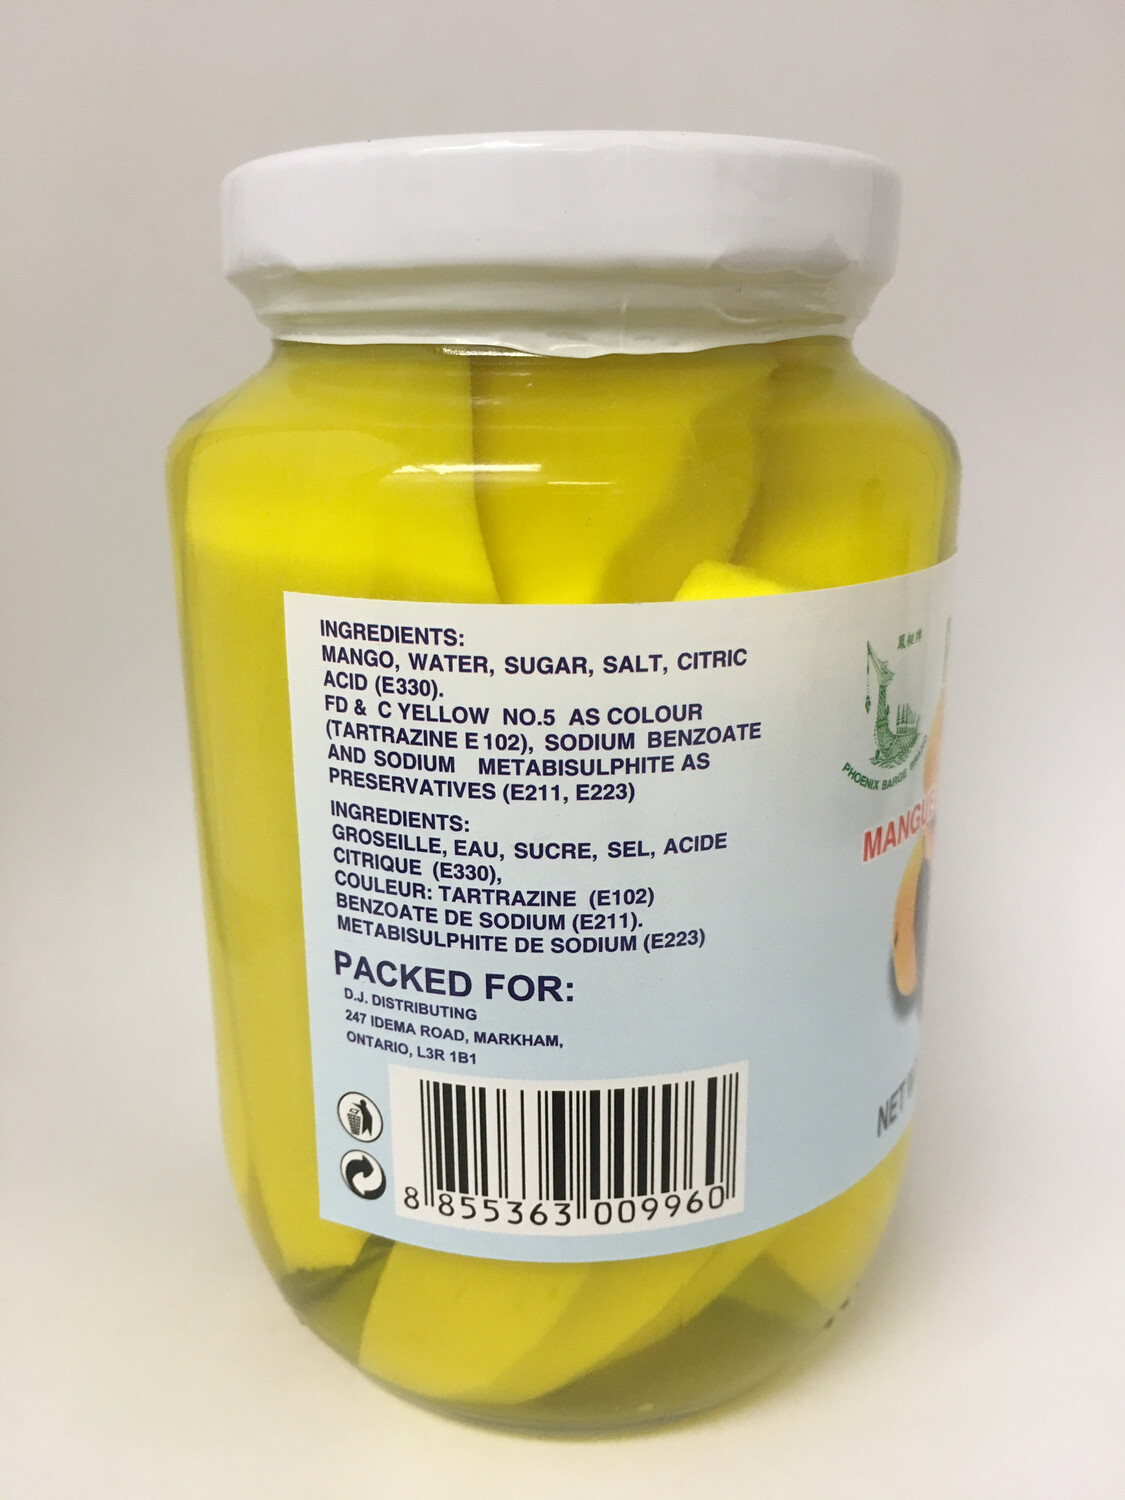 INGREDIENTS:
MANGO, WATER, SUGAR, SALT, CITRIC
ACID (E330).
FD & C YELLOW NO.5 AS COLOUR
(TARTRAZINE E 102), SODIUM BENZOATE
AND SODIUM METABISULPHITE AS
PRESERVATIVES (E211, E223)
INGREDIENTS:
GROSEILLE, EAU, SUCRE, SEL, ACIDE
CITRIQUE (E330),
COULEUR: TARTRAZINE (E102)
BENZOATE DE SODIUM (E211).
METABISULPHITE DE SODIUM (E223)
PACKED FOR:
D.J. DISTRIBUTING
247 IDEMA ROAD, MARKHAM,
ONTARIO, L3R 1B1
8 855363 009960
PHOENIX BARGE
MANGUE
NET